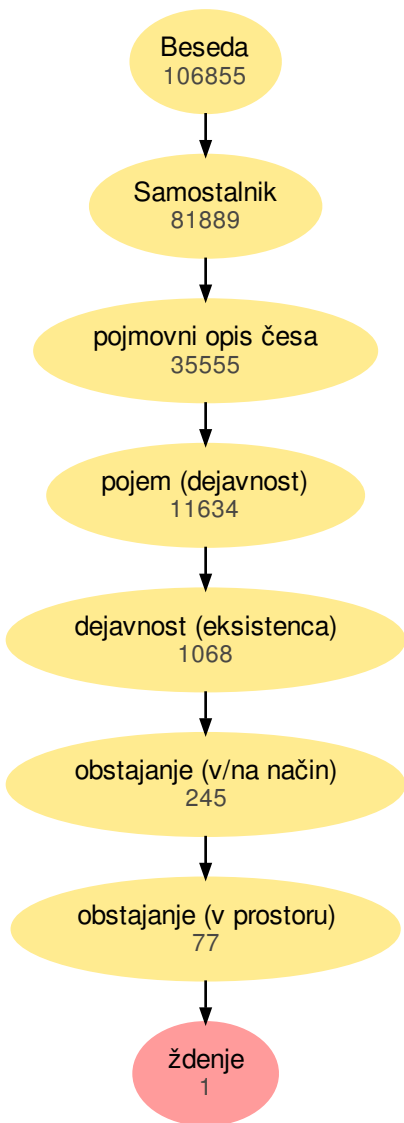 Beseda
106855
Samostalnik
81889
pojmovni opis česa
35555
pojem (dejavnost)
11634
dejavnost (eksistenca)
1068
obstajanje (v/na način)
245
obstajanje (v prostoru)
77
ždenje
1